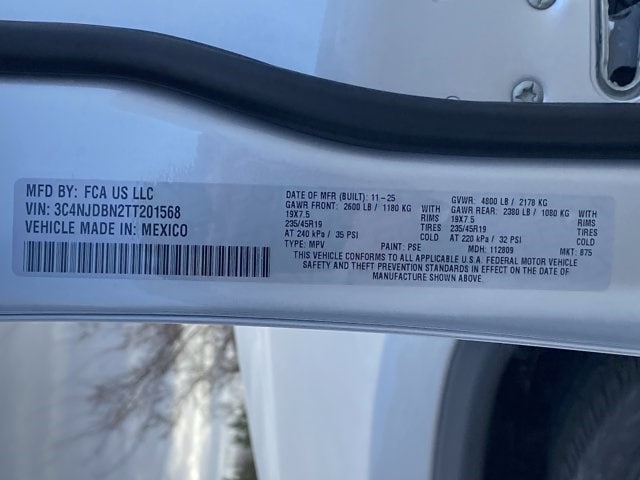 MFD BY: FCA US LLC
VIN: 3C4NJDBN2TT201568
VEHICLE MADE IN: MEXICO
DATE OF MFR (BUILT): 11-25
GAWR FRONT: 2600 LB / 1180 KG WITH
19X7.5 RIMS
235/45R19 TIRES
AT 240 kPa / 35 PSI COLD
TYPE: MPV PAINT: PSE
GVWR: 4800 LB / 2178 KG
GAWR REAR: 2380 LB / 1080 KG WITH
19X7.5 RIMS
235/45R19 TIRES
AT 220 kPa / 32 PSI COLD
MDH: 112809 MKT: 875
THIS VEHICLE CONFORMS TO ALL APPLICABLE U.S.A. FEDERAL MOTOR VEHICLE
SAFETY AND THEFT PREVENTION STANDARDS IN EFFECT ON THE DATE OF
MANUFACTURE SHOWN ABOVE